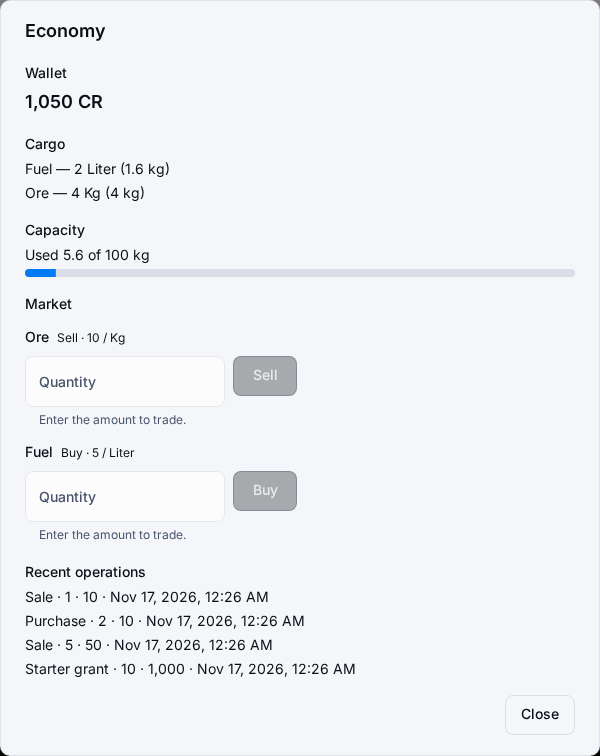 Economy
Wallet
1,050 CR
Cargo
Fuel — 2 Liter (1.6 kg)
Ore — 4 Kg (4 kg)
Capacity
Used 5.6 of 100 kg
Market
Ore Sell · 10 / Kg
Quantity Sell
Enter the amount to trade.
Fuel Buy · 5 / Liter
Quantity Buy
Enter the amount to trade.
Recent operations
Sale · 1 · 10 · Nov 17, 2026, 12:26 AM
Purchase · 2 · 10 · Nov 17, 2026, 12:26 AM
Sale · 5 · 50 · Nov 17, 2026, 12:26 AM
Starter grant · 10 · 1,000 · Nov 17, 2026, 12:26 AM
Close